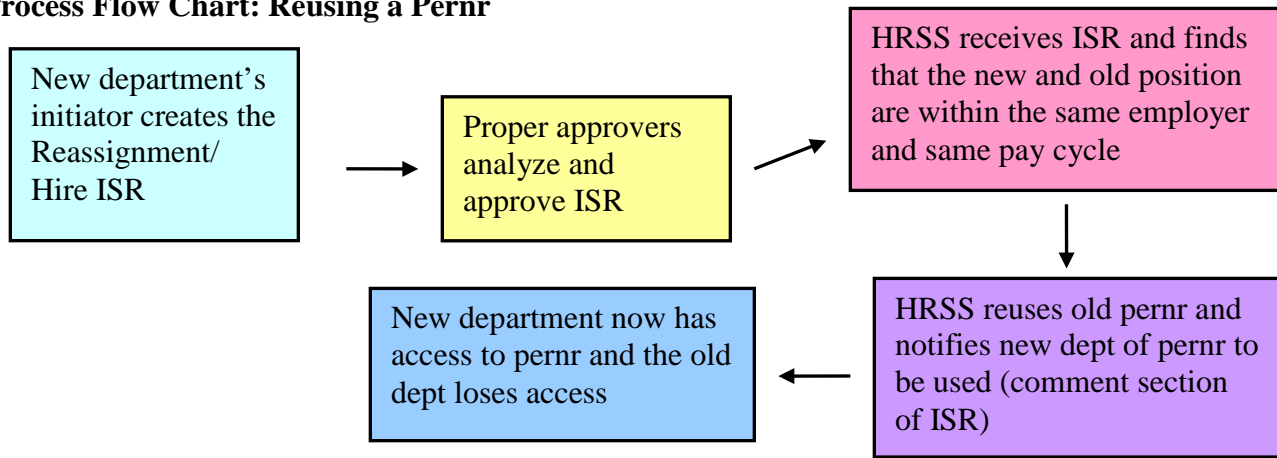 Process Flow Chart: Reusing a Pernr
New department’s
initiator creates the
Reassignment/
Hire ISR
Proper approvers
analyze and
approve ISR
HRSS receives ISR and finds
that the new and old position
are within the same employer
and same pay cycle
HRSS reuses old pernr and
notifies new dept of pernr to
be used (comment section
of ISR)
New department now has
access to pernr and the old
dept loses access